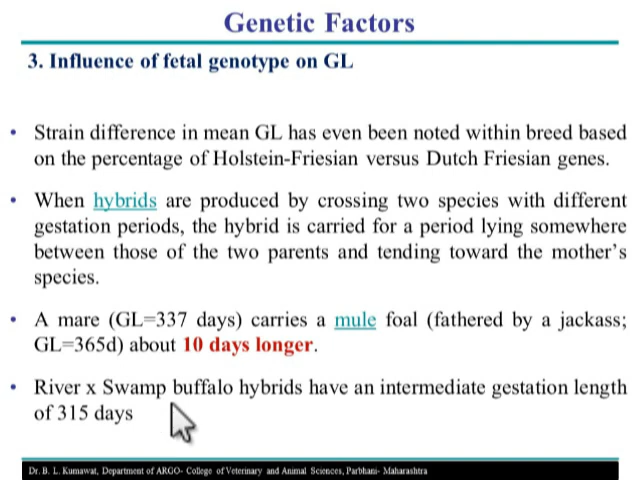 Genetic Factors
3. Influence of fetal genotype on GL
• Strain difference in mean GL has even been noted within breed based
on the percentage of Holstein-Friesian versus Dutch Friesian genes.
• When hybrids are produced by crossing two species with different
gestation periods, the hybrid is carried for a period lying somewhere
between those of the two parents and tending toward the mother's
species.
• A mare (GL=337 days) carries a mule foal (fathered by a jackass;
GL=365d) about 10 days longer.
• River x Swamp buffalo hybrids have an intermediate gestation length
of 315 days
Dr. B. L. Kumawat, Department of ARGO- College of Veterinary and Animal Sciences, Parbhani- Maharashtra